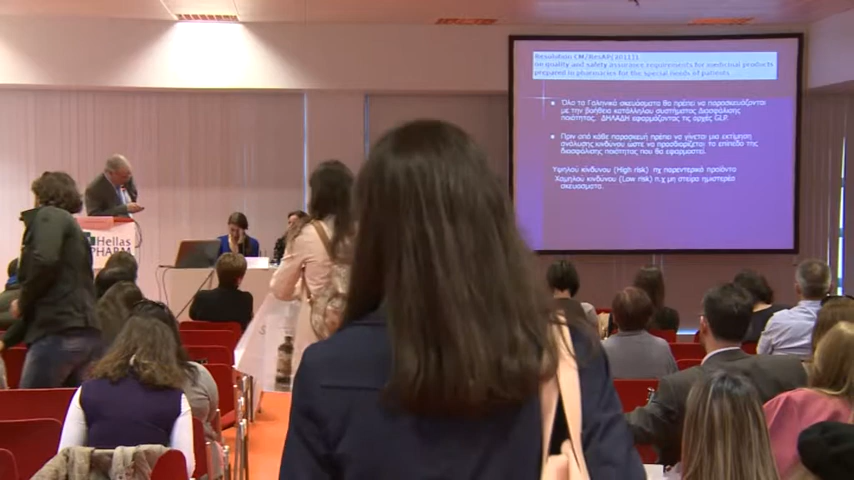 Resolution CM/ResAP(2011)1
on quality and safety assurance requirements for medicinal products
prepared in pharmacies for the special needs of patients
Όλα τα Γαληνικά σκευάσματα θα πρέπει να παρασκευάζονται
με την βοήθεια κατάλληλου συστήματος Διασφάλισης
ποιότητας. ΔΗΛΑΔΗ εφαρμόζοντας τις αρχές GLP.
Πριν από κάθε παρασκευή πρέπει να γίνεται μια εκτίμηση
ανάλυσης κινδύνου ώστε να προσδιορίζεται το επίπεδο της
διασφάλισης ποιότητας που θα εφαρμοστεί.
Υψηλού κινδύνου (High risk) πχ παρεντερικά προϊόντα
Χαμηλού κινδύνου (Low risk) π.χ μη στείρα ημιστερέα
σκευάσματα.
Hellas
PHARM